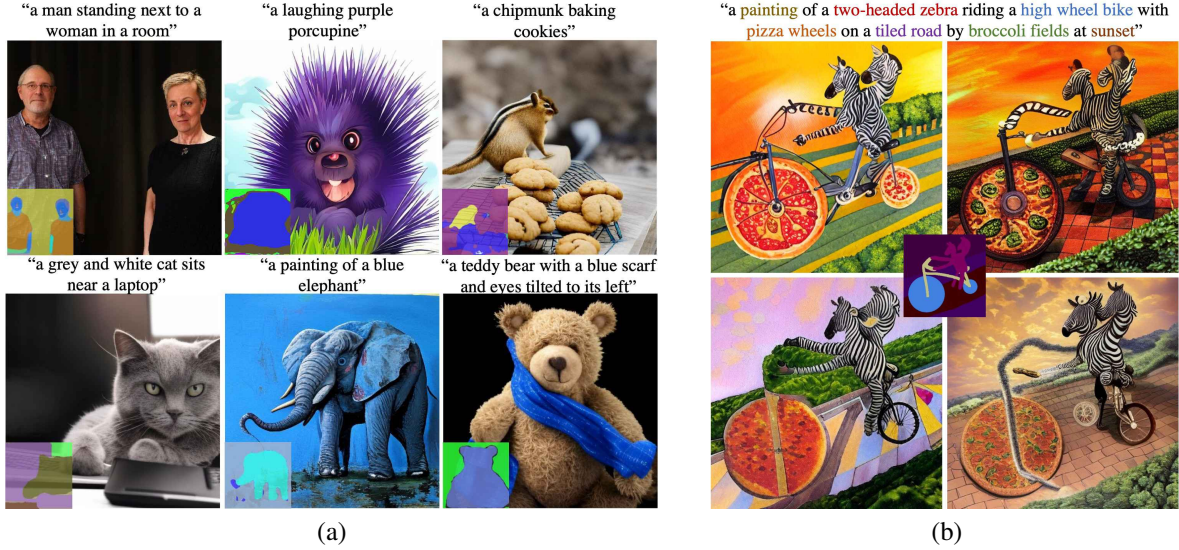 “a man standing next to a
woman in a room”
“a laughing purple
porcupine”
“a chipmunk baking
cookies”
“a grey and white cat sits
near a laptop”
“a painting of a blue
elephant”
“a teddy bear with a blue scarf
and eyes tilted to its left”
(a)
“a painting of a two-headed zebra riding a high wheel bike with
pizza wheels on a tiled road by broccoli fields at sunset”
(b)